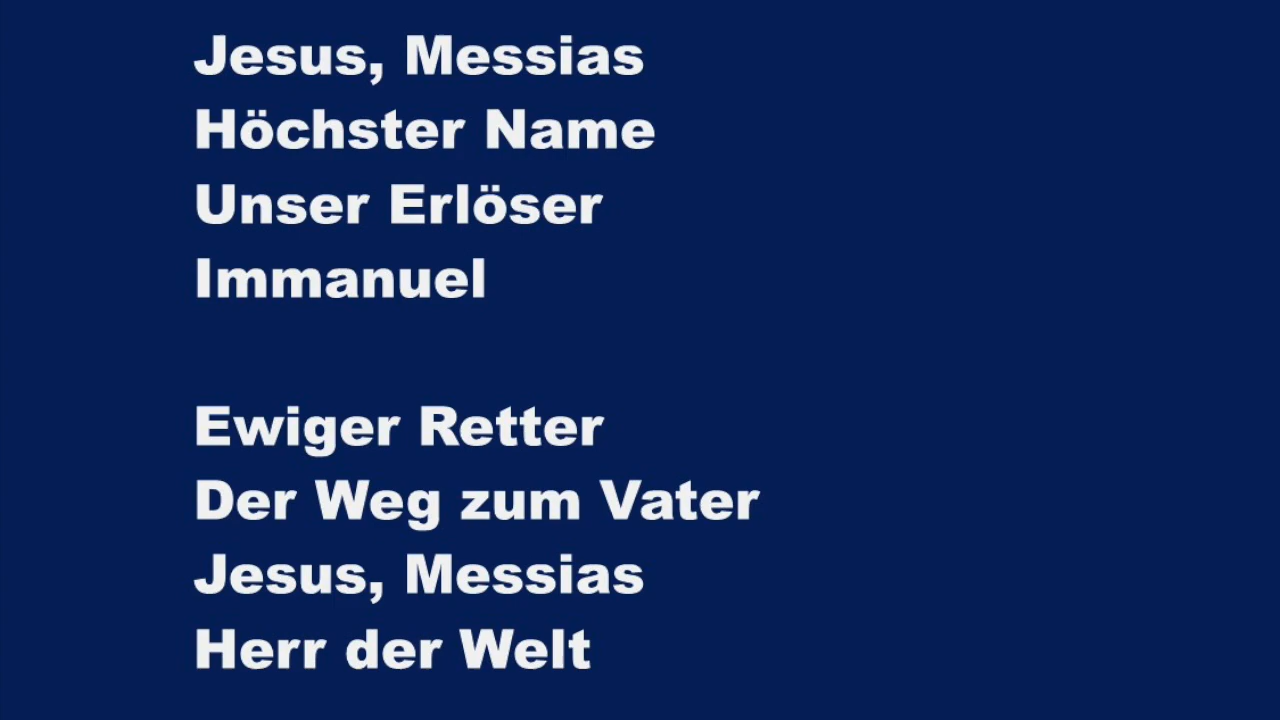 Jesus, Messias
Höchster Name
Unser Erlöser
Immanuel
Ewiger Retter
Der Weg zum Vater
Jesus, Messias
Herr der Welt